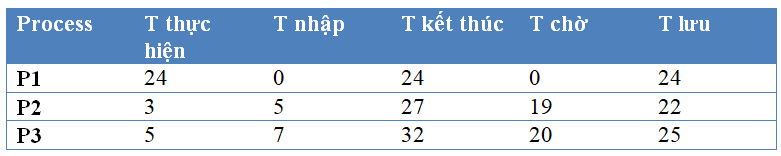 Process T thực hiện T nhập T kết thúc T chờ T lưu
P1 24 0 24 0 24
P2 3 5 27 19 22
P3 5 7 32 20 25